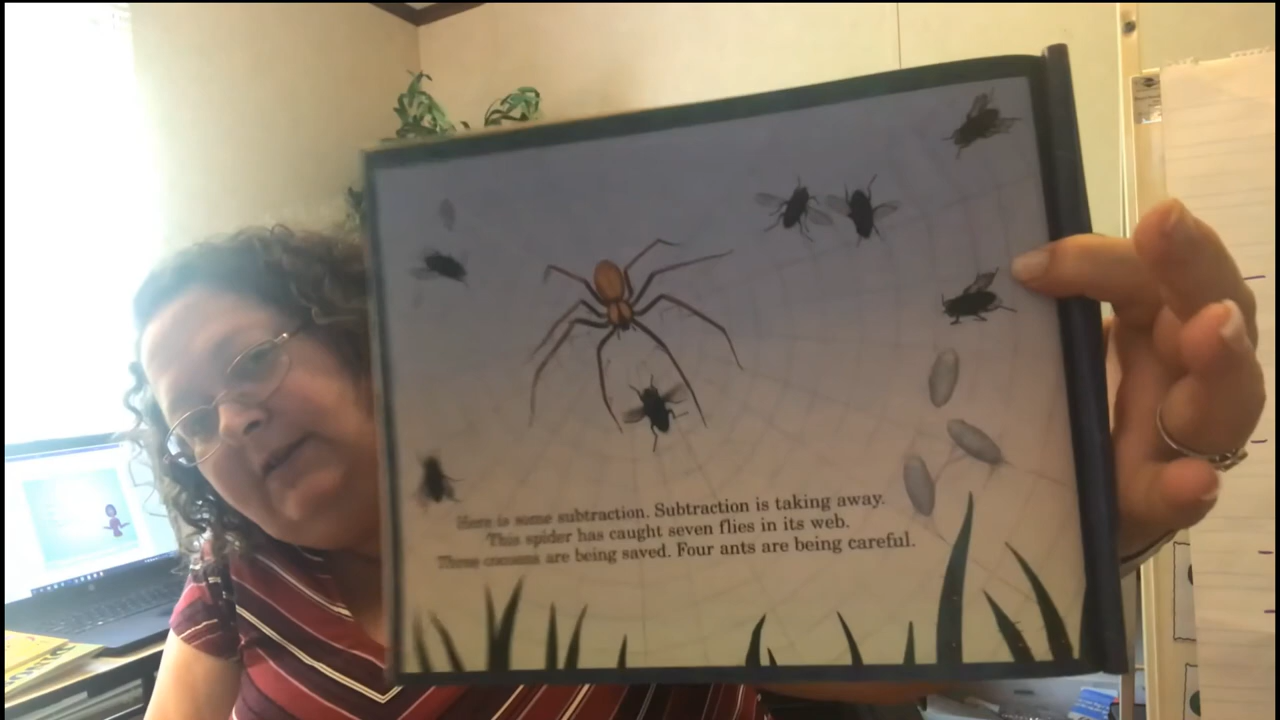 Here is some subtraction. Subtraction is taking away.
This spider has caught seven flies in its web.
Three cocoons are being saved. Four ants are being careful.